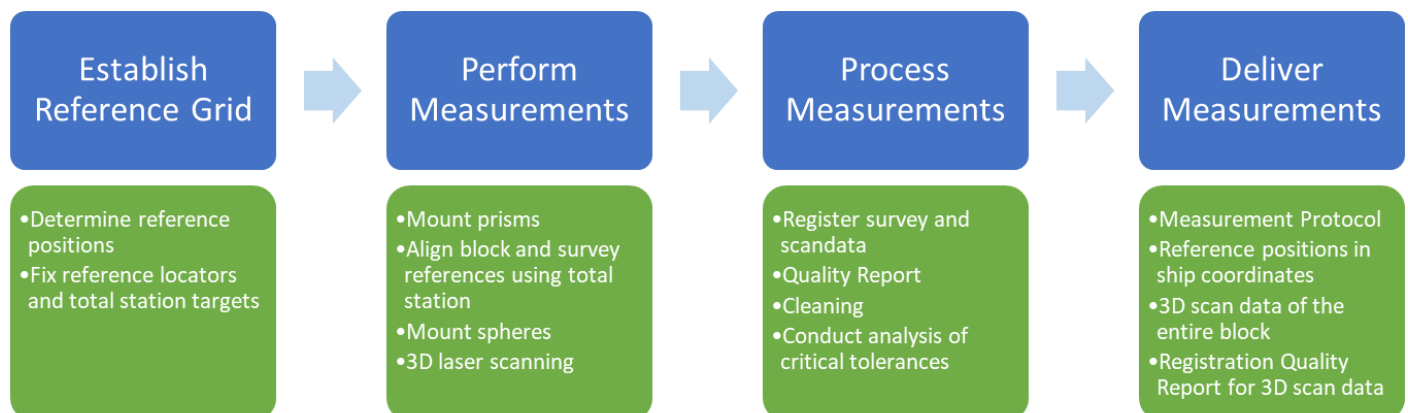 Establish
Reference Grid
Perform
Measurements
Process
Measurements
Deliver
Measurements
•Determine reference
positions
•Fix reference locators
and total station targets
•Mount prisms
•Align block and survey
references using total
station
•Mount spheres
•3D laser scanning
•Register survey and
scandata
•Quality Report
•Cleaning
•Conduct analysis of
critical tolerances
•Measurement Protocol
•Reference positions in
ship coordinates
•3D scan data of the
entire block
•Registration Quality
Report for 3D scan data